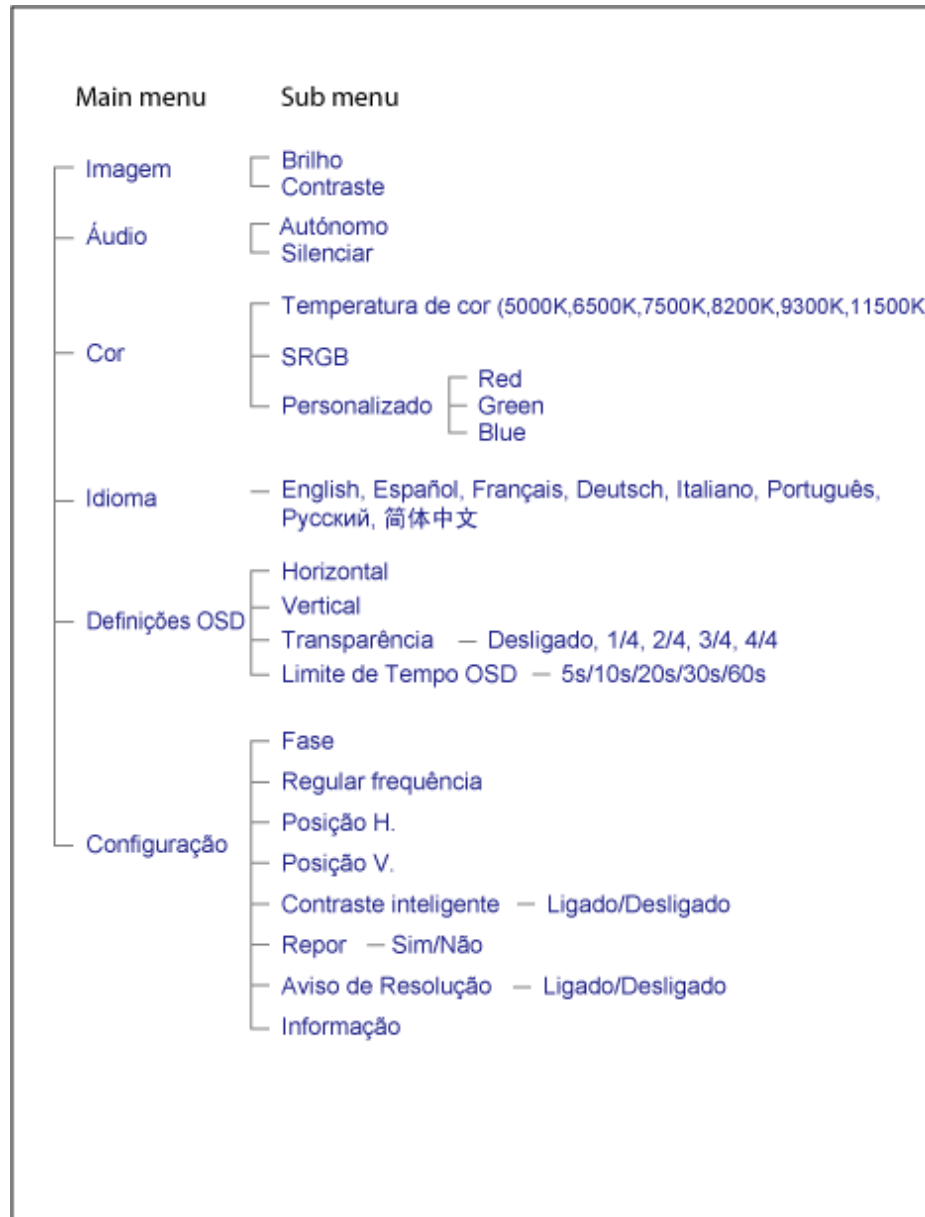 Main menu Sub menu
Imagem
Brilho
Contraste
Áudio
Autónomo
Silenciar
Cor
Temperatura de cor (5000K,6500K,7500K,8200K,9300K,11500K
SRGB
Personalizado
Red
Green
Blue
Idioma
English, Español, Français, Deutsch, Italiano, Português,
Русский, 简体中文
Definições OSD
Horizontal
Vertical
Transparência — Desligado, 1/4, 2/4, 3/4, 4/4
Limite de Tempo OSD — 5s/10s/20s/30s/60s
Configuração
Fase
Regular frequência
Posição H.
Posição V.
Contraste inteligente — Ligado/Desligado
Repor — Sim/Não
Aviso de Resolução — Ligado/Desligado
Informação